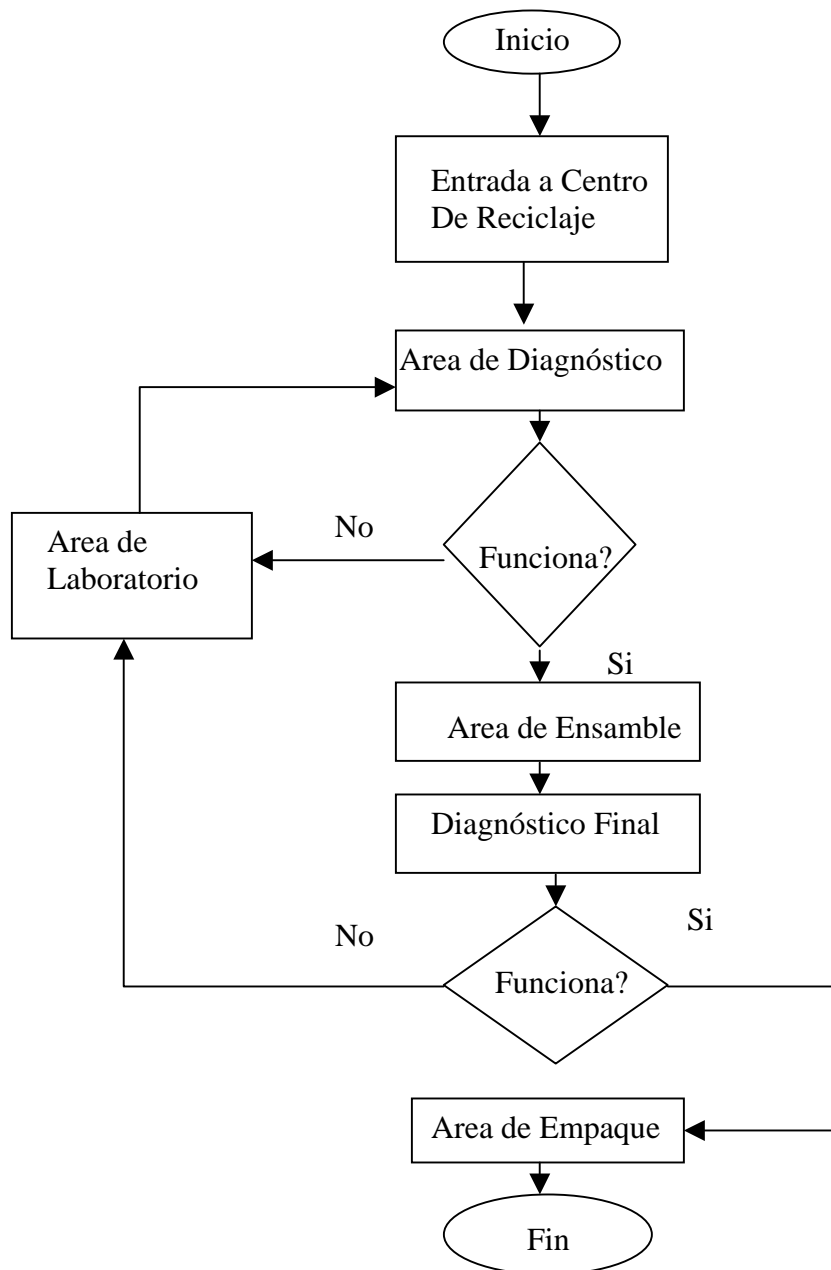 Inicio
Entrada a Centro
De Reciclaje
Area de Diagnóstico
No
Area de
Laboratorio
Funciona?
Si
Area de Ensamble
Diagnóstico Final
No
Si
Funciona?
Area de Empaque
Fin